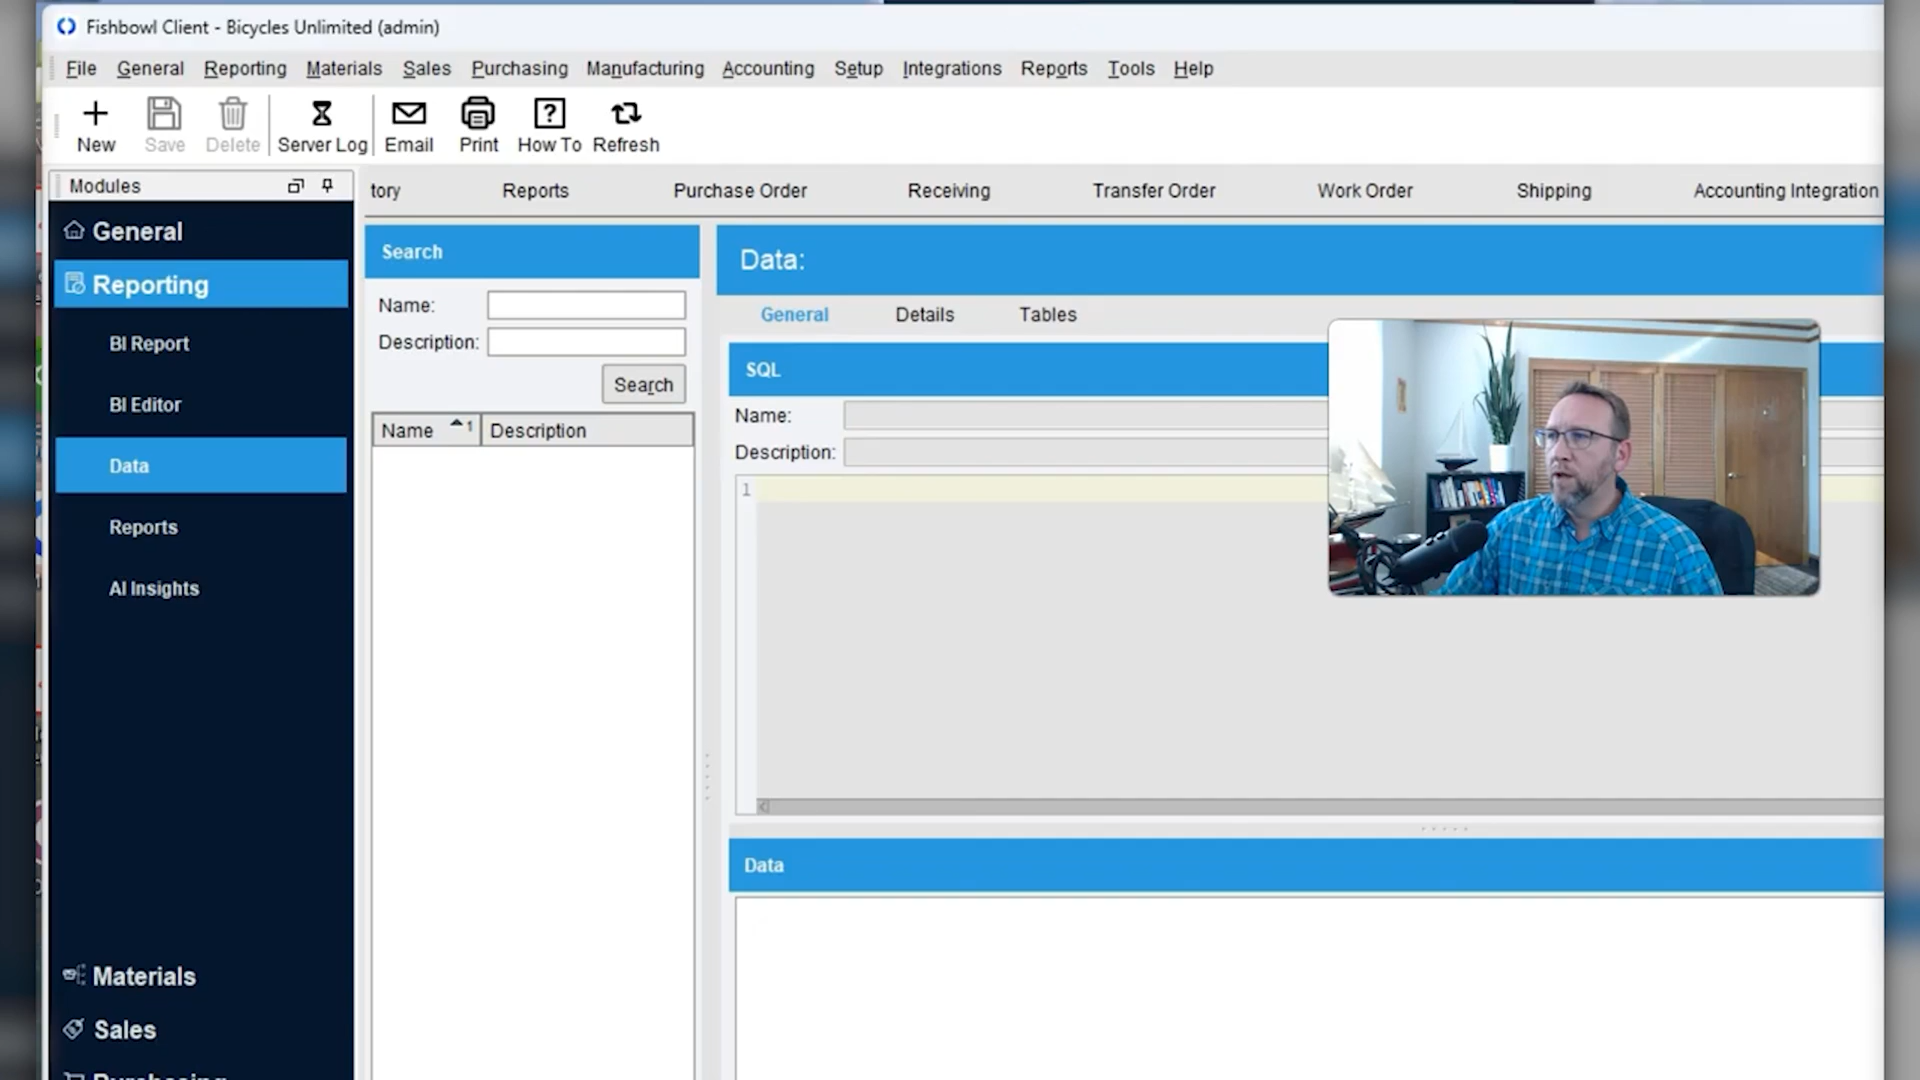 Fishbowl Client - Bicycles Unlimited (admin)
File General Reporting Materials Sales Purchasing Manufacturing Accounting Setup Integrations Reports Tools Help
New Save Delete Server Log Email Print How To Refresh
Modules
tory Reports Purchase Order Receiving Transfer Order Work Order Shipping Accounting Integration
General
Reporting
BI Report
BI Editor
Data
Reports
AI Insights
Materials
Sales
Purchasing
Search
Name:
Description:
Search
Name 1 Description
Data:
General Details Tables
SQL
Name:
Description:
1
Data